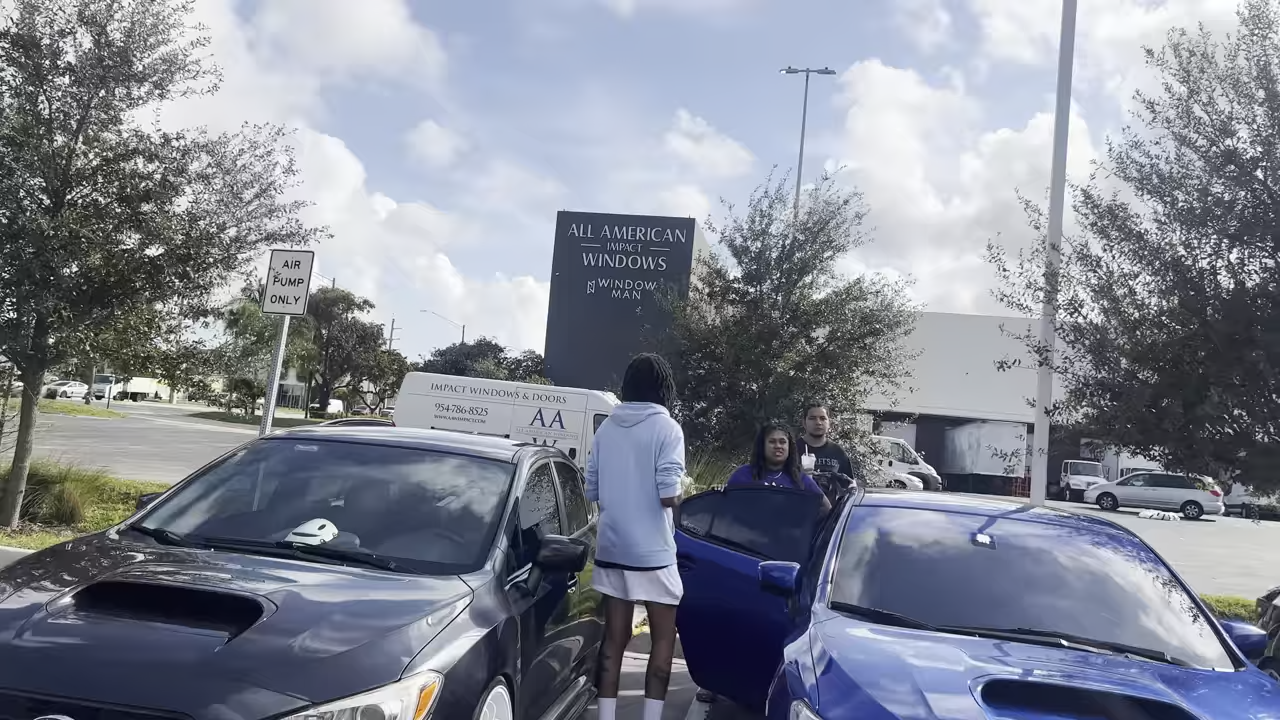 AIR
PUMP
ONLY
ALL AMERICAN
IMPACT
WINDOWS
WINDOW
MAN
IMPACT WINDOWS & DOORS
954-786-8525
AA